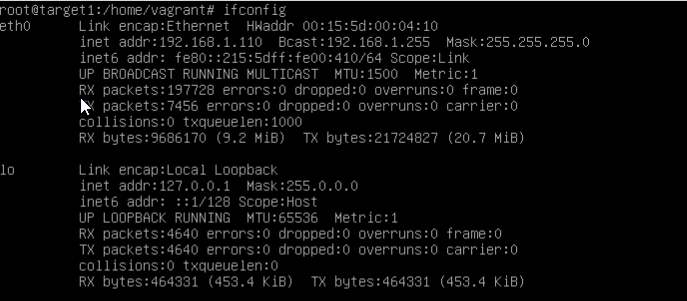 root@target1:/home/vagrant# ifconfig
eth0 Link encap:Ethernet HWaddr 00:15:5d:00:04:10
inet addr:192.168.1.110 Bcast:192.168.1.255 Mask:255.255.255.0
inet6 addr: fe80::215:5dff:fe00:410/64 Scope:Link
UP BROADCAST RUNNING MULTICAST MTU:1500 Metric:1
RX packets:197728 errors:0 dropped:0 overruns:0 frame:0
TX packets:7456 errors:0 dropped:0 overruns:0 carrier:0
collisions:0 txqueuelen:1000
RX bytes:9686170 (9.2 MiB) TX bytes:21724827 (20.7 MiB)
lo Link encap:Local Loopback
inet addr:127.0.0.1 Mask:255.0.0.0
inet6 addr: ::1/128 Scope:Host
UP LOOPBACK RUNNING MTU:65536 Metric:1
RX packets:4640 errors:0 dropped:0 overruns:0 frame:0
TX packets:4640 errors:0 dropped:0 overruns:0 carrier:0
collisions:0 txqueuelen:0
RX bytes:464331 (453.4 KiB) TX bytes:464331 (453.4 KiB)